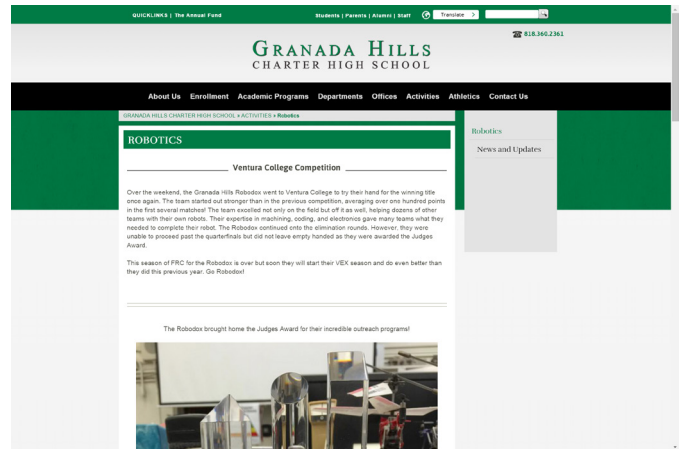 QUICKLINKS | The Annual Fund
Students | Parents | Alumni | Staff
Translate >
818.360.2361
GRANADA HILLS
CHARTER HIGH SCHOOL
About Us Enrollment Academic Programs Departments Offices Activities Athletics Contact Us
GRANADA HILLS CHARTER HIGH SCHOOL » ACTIVITIES » Robotics
ROBOTICS
Robotics
News and Updates
Ventura College Competition
Over the weekend, the Granada Hills Robodox went to Ventura College to try their hand for the winning title
once again. The team started out stronger than in the previous competition, averaging over one hundred points
in the first several matches! The team excelled not only on the field but off it as well, helping dozens of other
teams with their own robots. Their expertise in machining, coding, and electronics gave many teams what they
needed to complete their robot. The Robodox continued onto the elimination rounds. However, they were
unable to proceed past the quarterfinals but did not leave empty handed as they were awarded the Judges
Award.
This season of FRC for the Robodox is over but soon they will start their VEX season and do even better than
they did this previous year. Go Robodox!
The Robodox brought home the Judges Award for their incredible outreach programs!